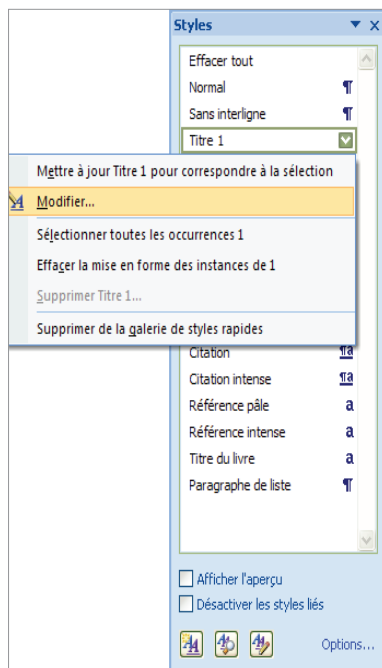 Styles
Effacer tout
Normal ¶
Sans interligne ¶
Titre 1
Mettre à jour Titre 1 pour correspondre à la sélection
Modifier...
Sélectionner toutes les occurrences 1
Effacer la mise en forme des instances de 1
Supprimer Titre 1...
Supprimer de la galerie de styles rapides
Citation ¶a
Citation intense ¶a
Référence pâle a
Référence intense a
Titre du livre a
Paragraphe de liste ¶
Afficher l'aperçu
Désactiver les styles liés
Options...